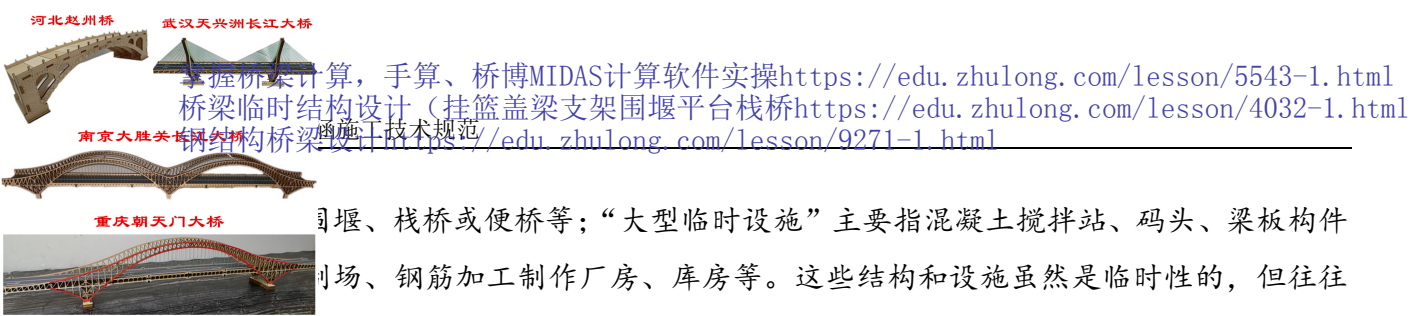 河北赵州桥
武汉天兴洲长江大桥
掌握桥梁计算，手算、桥博MIDAS计算软件实操https://edu.zhulong.com/lesson/5543-1.html
桥梁临时结构设计（挂篮盖梁支架围堰平台栈桥https://edu.zhulong.com/lesson/4032-1.html
钢结构桥梁设计https://edu.zhulong.com/lesson/9271-1.html
涵施工技术规范
南京大胜关长江大桥
重庆朝天门大桥
围堰、栈桥或便桥等；“大型临时设施”主要指混凝土搅拌站、码头、梁板构件
制场、钢筋加工制作厂房、库房等。这些结构和设施虽然是临时性的，但往往